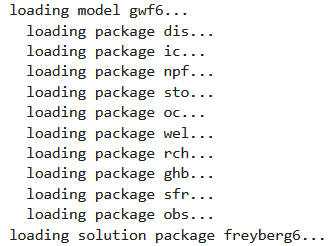 loading model gwf6...
loading package dis...
loading package ic...
loading package npf...
loading package sto...
loading package oc...
loading package wel...
loading package rch...
loading package ghb...
loading package sfr...
loading package obs...
loading solution package freyberg6...